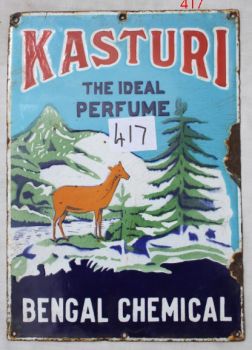 417
KASTURI
THE IDEAL
PERFUME
417
BENGAL CHEMICAL